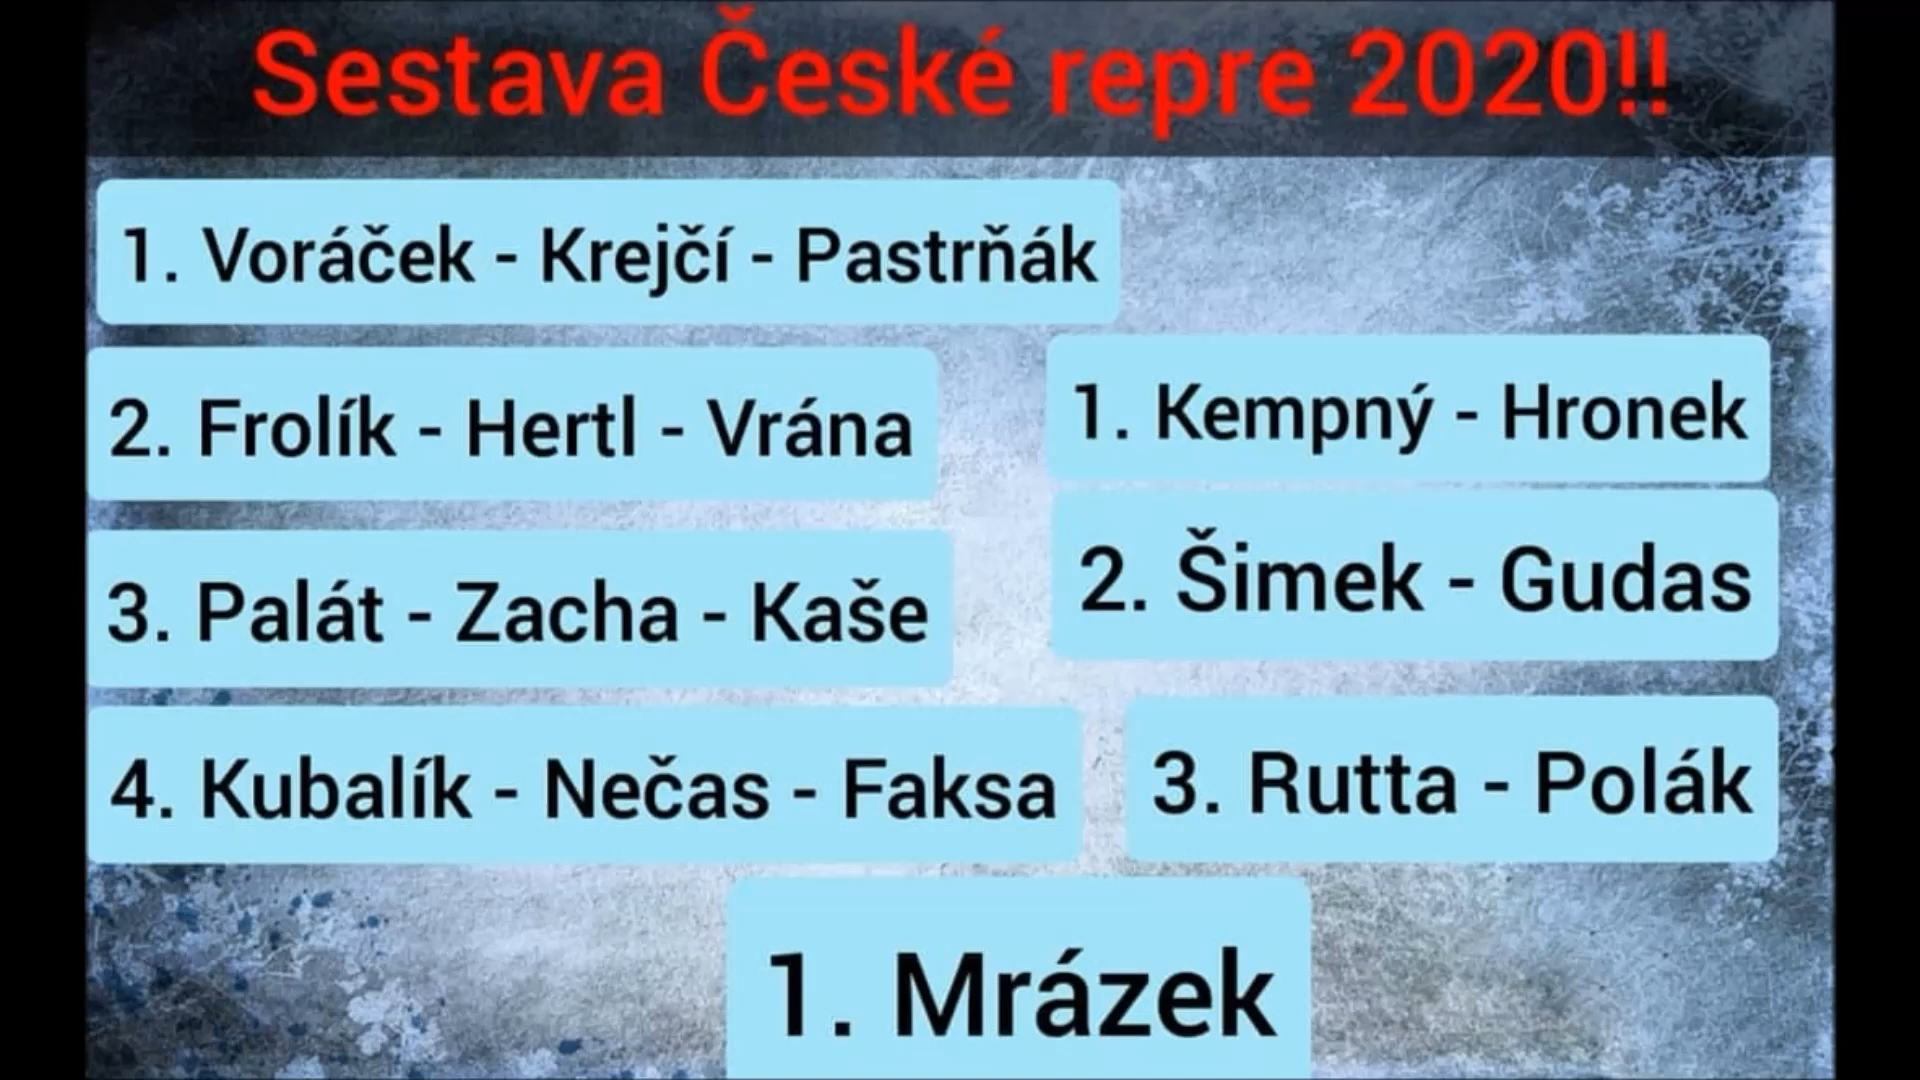 Sestava České repre 2020!!
1. Voráček - Krejčí - Pastrňák
2. Frolík - Hertl - Vrána
3. Palát - Zacha - Kaše
4. Kubalík - Nečas - Faksa
1. Kempný - Hronek
2. Šimek - Gudas
3. Rutta - Polák
1. Mrázek